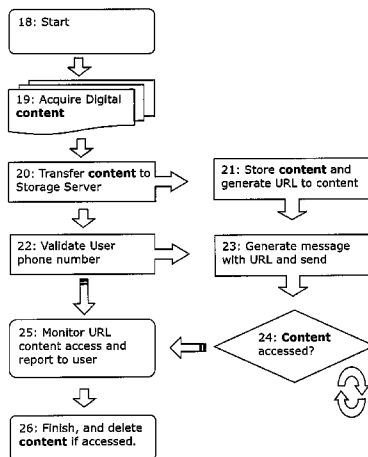 18: Start
19: Acquire Digital
content
20: Transfer content to
Storage Server
21: Store content and
generate URL to content
22: Validate User
phone number
23: Generate message
with URL and send
24: Content
accessed?
25: Monitor URL
content access and
report to user
26: Finish, and delete
content if accessed.